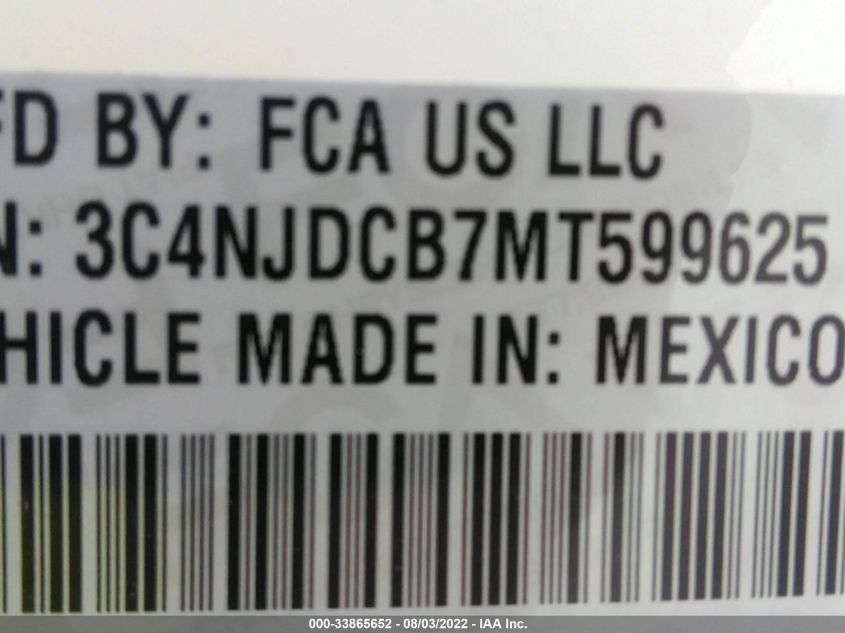 FD BY: FCA US LLC
N: 3C4NJDCB7MT599625
HICLE MADE IN: MEXICO
000-33865652 - 08/03/2022 - IAA Inc.